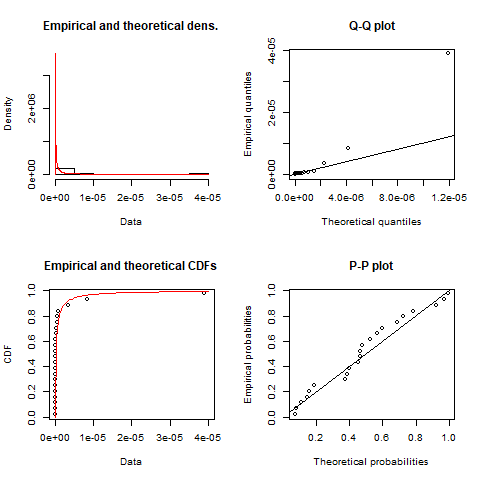 Empirical and theoretical dens.
Density
0e+00 2e+06
0e+00 1e-05 2e-05 3e-05 4e-05
Data
Q-Q plot
Empirical quantiles
0e+00 2e-05 4e-05
0.0e+00 4.0e-06 8.0e-06 1.2e-05
Theoretical quantiles
Empirical and theoretical CDFs
CDF
0.0 0.2 0.4 0.6 0.8 1.0
0e+00 1e-05 2e-05 3e-05 4e-05
Data
P-P plot
Empirical probabilities
0.0 0.2 0.4 0.6 0.8 1.0
0.2 0.4 0.6 0.8 1.0
Theoretical probabilities